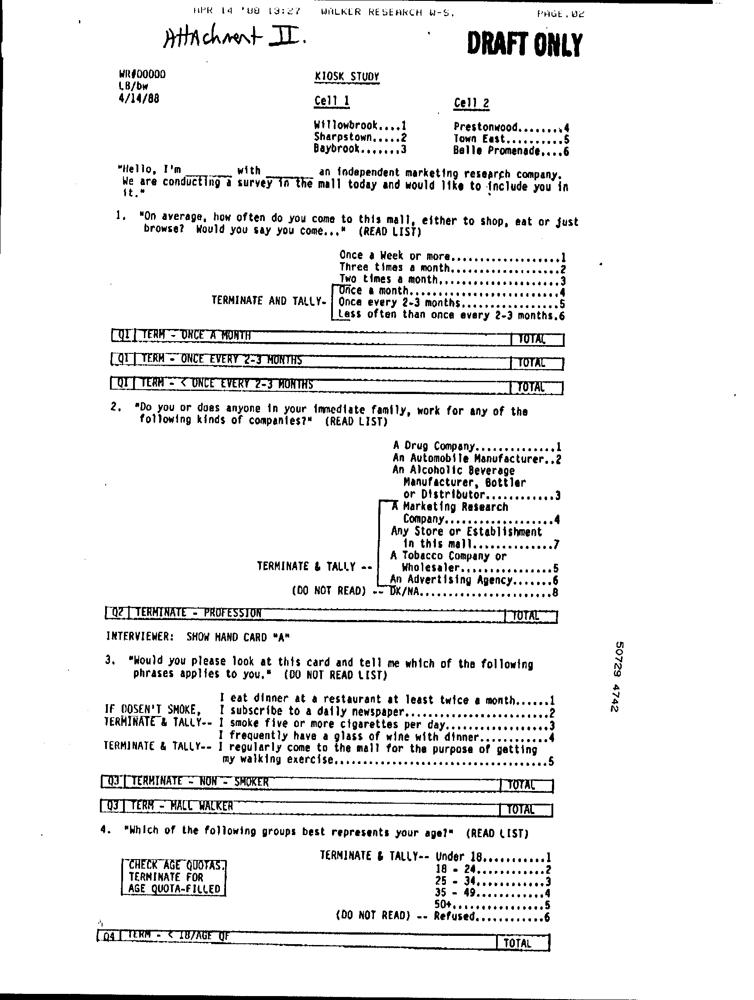 APR 14 '88 13:27 WALKER RESEARCH W-S. PAGE.02
Attachment II.
DRAFT ONLY
WR#00000
LB/bw
4/14/88
KIOSK STUDY
Cell 1 Cell 2
Willowbrook....1 Prestonwood........4
Sharpstown.....2 Town East..........5
Baybrook.......3 Belle Promenade....6
"Hello, I'm ______ with ______ an independent marketing research company.
We are conducting a survey in the mall today and would like to include you in
it."
1. "On average, how often do you come to this mall, either to shop, eat or just
browse? Would you say you come..." (READ LIST)
Once a Week or more...................1
Three times a month...................2
Two times a month.....................3
Once a month..........................4
TERMINATE AND TALLY- Once every 2-3 months.................5
Less often than once every 2-3 months.6
Q1 TERM - ONCE A MONTH TOTAL
Q1 TERM - ONCE EVERY 2-3 MONTHS TOTAL
Q1 TERM - < ONCE EVERY 2-3 MONTHS TOTAL
2. "Do you or does anyone in your immediate family, work for any of the
following kinds of companies?" (READ LIST)
A Drug Company..............1
An Automobile Manufacturer..2
An Alcoholic Beverage
Manufacturer, Bottler
or Distributor............3
A Marketing Research
Company...................4
Any Store or Establishment
in this mall..............7
A Tobacco Company or
TERMINATE & TALLY -- Wholesaler................5
An Advertising Agency.......6
(DO NOT READ) -- DK/NA.......................8
Q2 TERMINATE - PROFESSION TOTAL
INTERVIEWER: SHOW HAND CARD "A"
3. "Would you please look at this card and tell me which of the following
phrases applies to you." (DO NOT READ LIST)
I eat dinner at a restaurant at least twice a month......1
IF DOSEN'T SMOKE, I subscribe to a daily newspaper.........................2
TERMINATE & TALLY-- I smoke five or more cigarettes per day..................3
I frequently have a glass of wine with dinner............4
TERMINATE & TALLY-- I regularly come to the mall for the purpose of getting
my walking exercise.....................................5
Q3 TERMINATE - NON - SMOKER TOTAL
Q3 TERM - MALL WALKER TOTAL
4. "Which of the following groups best represents your age?" (READ LIST)
TERMINATE & TALLY-- Under 18...........1
CHECK AGE QUOTAS. 18 - 24............2
TERMINATE FOR 25 - 34............3
AGE QUOTA-FILLED 35 - 49............4
50+................5
(DO NOT READ) -- Refused............6
Q4 TERM - < 18/AGE QF TOTAL
50729 4742